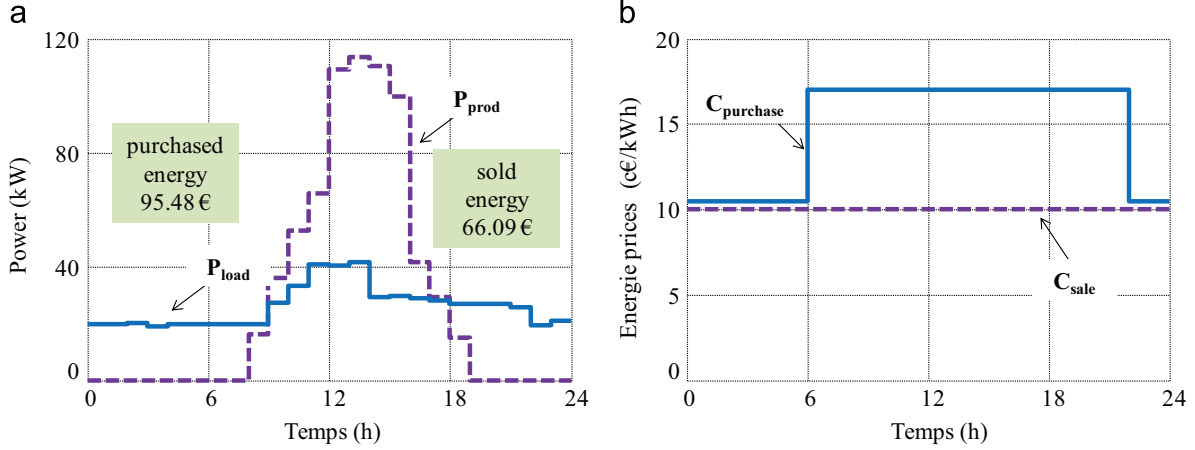 a
120
80
40
0
Power (kW)
purchased
energy
95.48 €
P_prod
sold
energy
66.09 €
P_load
0
6
12
18
24
Temps (h)
b
20
15
10
5
0
Energie prices (c€/kWh)
C_purchase
C_sale
0
6
12
18
24
Temps (h)